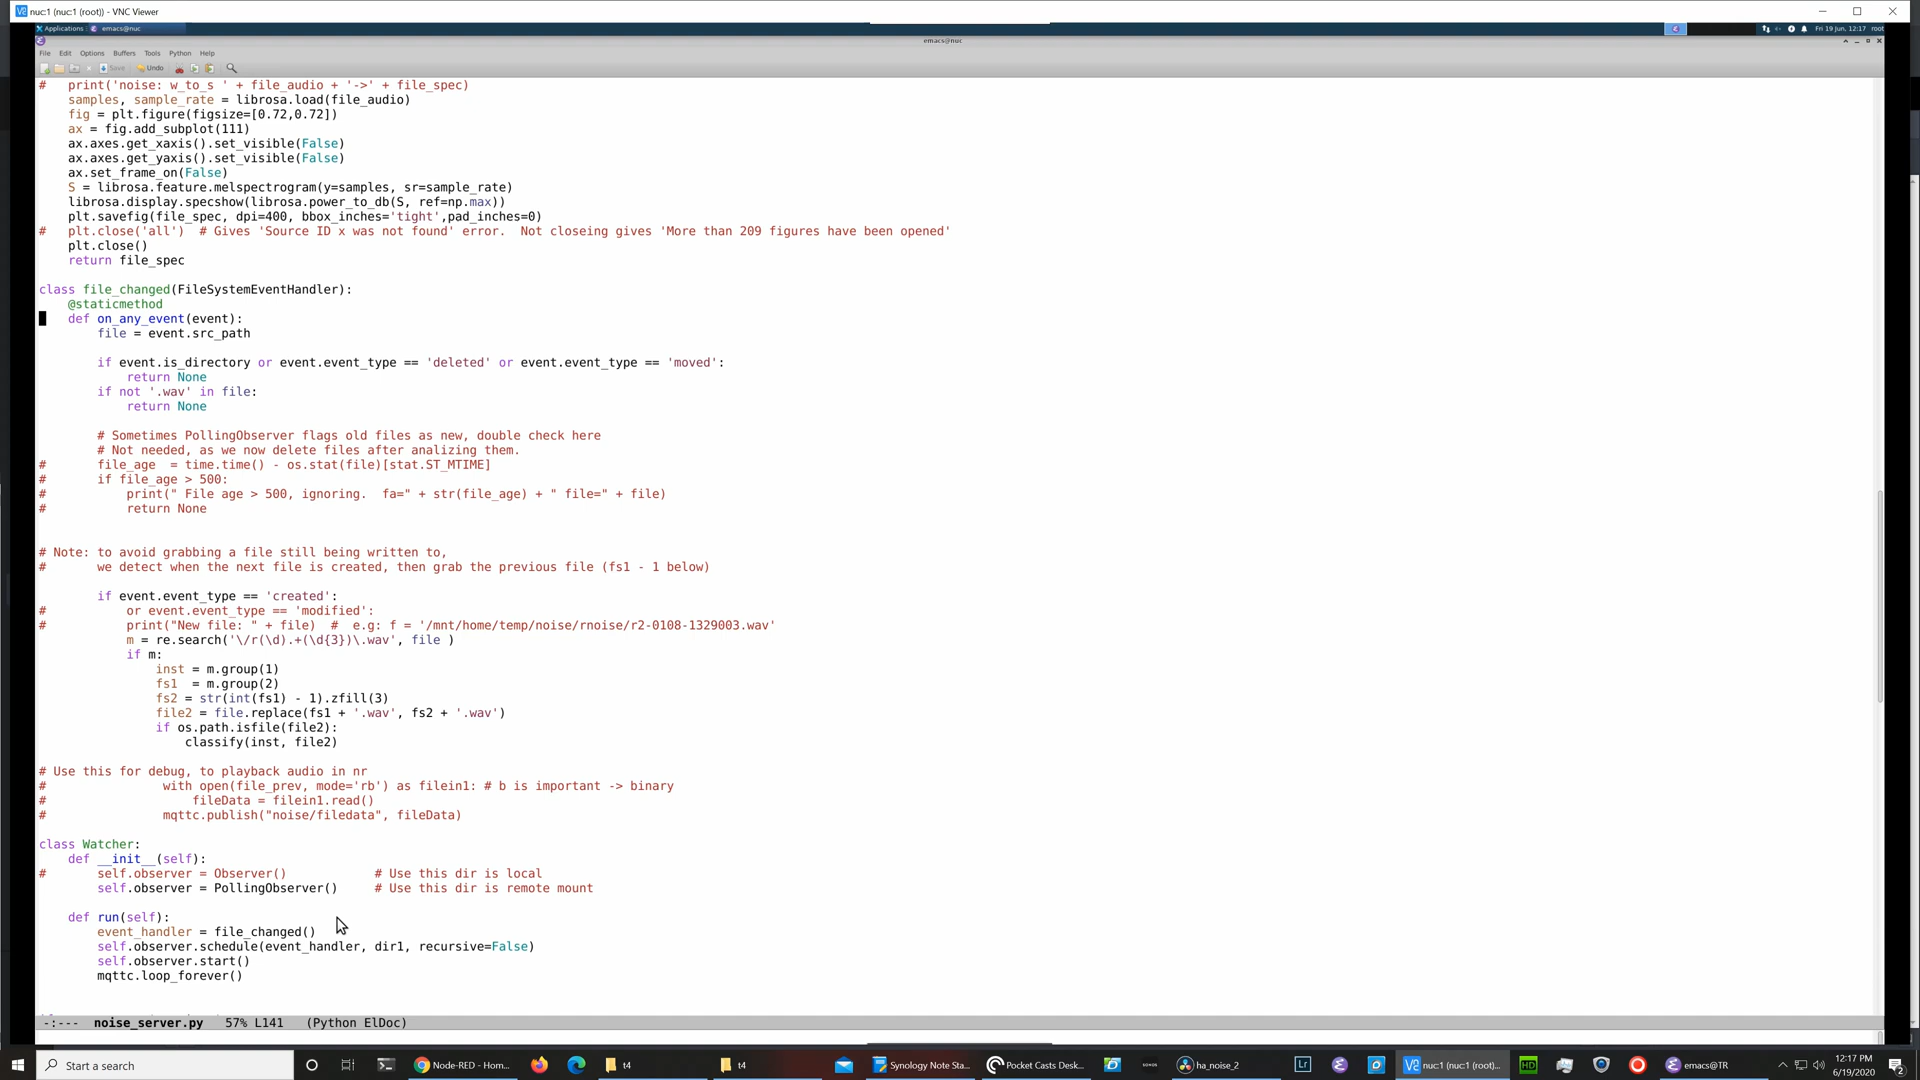 nuc:1 (nuc:1 (root)) - VNC Viewer
Applications emacs@nuc Fri 19 Jun, 12:17 root
emacs@nuc
File Edit Options Buffers Tools Python Help
Save Undo
#   print('noise: w_to_s ' + file_audio + '->' + file_spec)
    samples, sample_rate = librosa.load(file_audio)
    fig = plt.figure(figsize=[0.72,0.72])
    ax = fig.add_subplot(111)
    ax.axes.get_xaxis().set_visible(False)
    ax.axes.get_yaxis().set_visible(False)
    ax.set_frame_on(False)
    S = librosa.feature.melspectrogram(y=samples, sr=sample_rate)
    librosa.display.specshow(librosa.power_to_db(S, ref=np.max))
    plt.savefig(file_spec, dpi=400, bbox_inches='tight',pad_inches=0)
#   plt.close('all')  # Gives 'Source ID x was not found' error.  Not closeing gives 'More than 209 figures have been opened'
    plt.close()
    return file_spec
class file_changed(FileSystemEventHandler):
    @staticmethod
    def on_any_event(event):
        file = event.src_path
        if event.is_directory or event.event_type == 'deleted' or event.event_type == 'moved':
            return None
        if not '.wav' in file:
            return None
        # Sometimes PollingObserver flags old files as new, double check here
        # Not needed, as we now delete files after analizing them.
#       file_age  = time.time() - os.stat(file)[stat.ST_MTIME]
#       if file_age > 500:
#           print(" File age > 500, ignoring.  fa=" + str(file_age) + " file=" + file)
#           return None
# Note: to avoid grabbing a file still being written to,
#       we detect when the next file is created, then grab the previous file (fs1 - 1 below)
        if event.event_type == 'created':
#           or event.event_type == 'modified':
#           print("New file: " + file)  #  e.g: f = '/mnt/home/temp/noise/rnoise/r2-0108-1329003.wav'
            m = re.search('\/r(\d).+(\d{3})\.wav', file )
            if m:
                inst = m.group(1)
                fs1  = m.group(2)
                fs2 = str(int(fs1) - 1).zfill(3)
                file2 = file.replace(fs1 + '.wav', fs2 + '.wav')
                if os.path.isfile(file2):
                    classify(inst, file2)
# Use this for debug, to playback audio in nr
#                with open(file_prev, mode='rb') as filein1: # b is important -> binary
#                    fileData = filein1.read()
#                mqttc.publish("noise/filedata", fileData)
class Watcher:
    def __init__(self):
#       self.observer = Observer()            # Use this dir is local
        self.observer = PollingObserver()     # Use this dir is remote mount
    def run(self):
        event_handler = file_changed()
        self.observer.schedule(event_handler, dir1, recursive=False)
        self.observer.start()
        mqttc.loop_forever()
-:---  noise_server.py   57% L141   (Python ElDoc)
Start a search Node-RED - Hom... t4 t4 Synology Note Sta... Pocket Casts Desk... SONOS ha_noise_2 Lr nuc:1 (nuc:1 (root)... HD emacs@TR 12:17 PM
6/19/2020 2